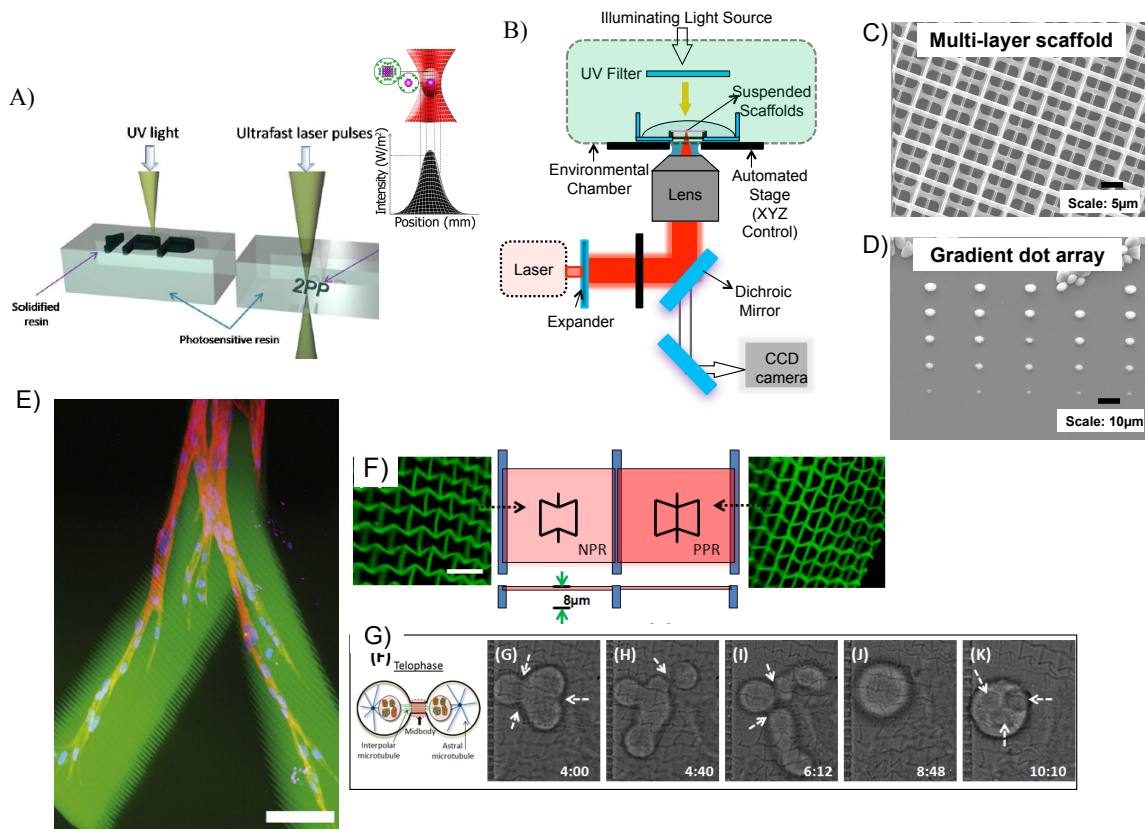 A)
UV light
Ultrafast laser pulses
Intensity (W/m²)
Position (mm)
2PP
Solidified
resin
Photosensitive resin
B)
Illuminating Light Source
UV Filter
Suspended
Scaffolds
Environmental
Chamber
Automated
Stage
(XYZ
Control)
Lens
Laser
Expander
Dichroic
Mirror
CCD
camera
C)
Multi-layer scaffold
Scale: 5μm
D)
Gradient dot array
Scale: 10μm
E)
F)
NPR
PPR
8μm
G)
(F)
Telophase
Midbody
Interpolar
microtubule
Astral
microtubule
(G)
4:00
(H)
4:40
(I)
6:12
(J)
8:48
(K)
10:10